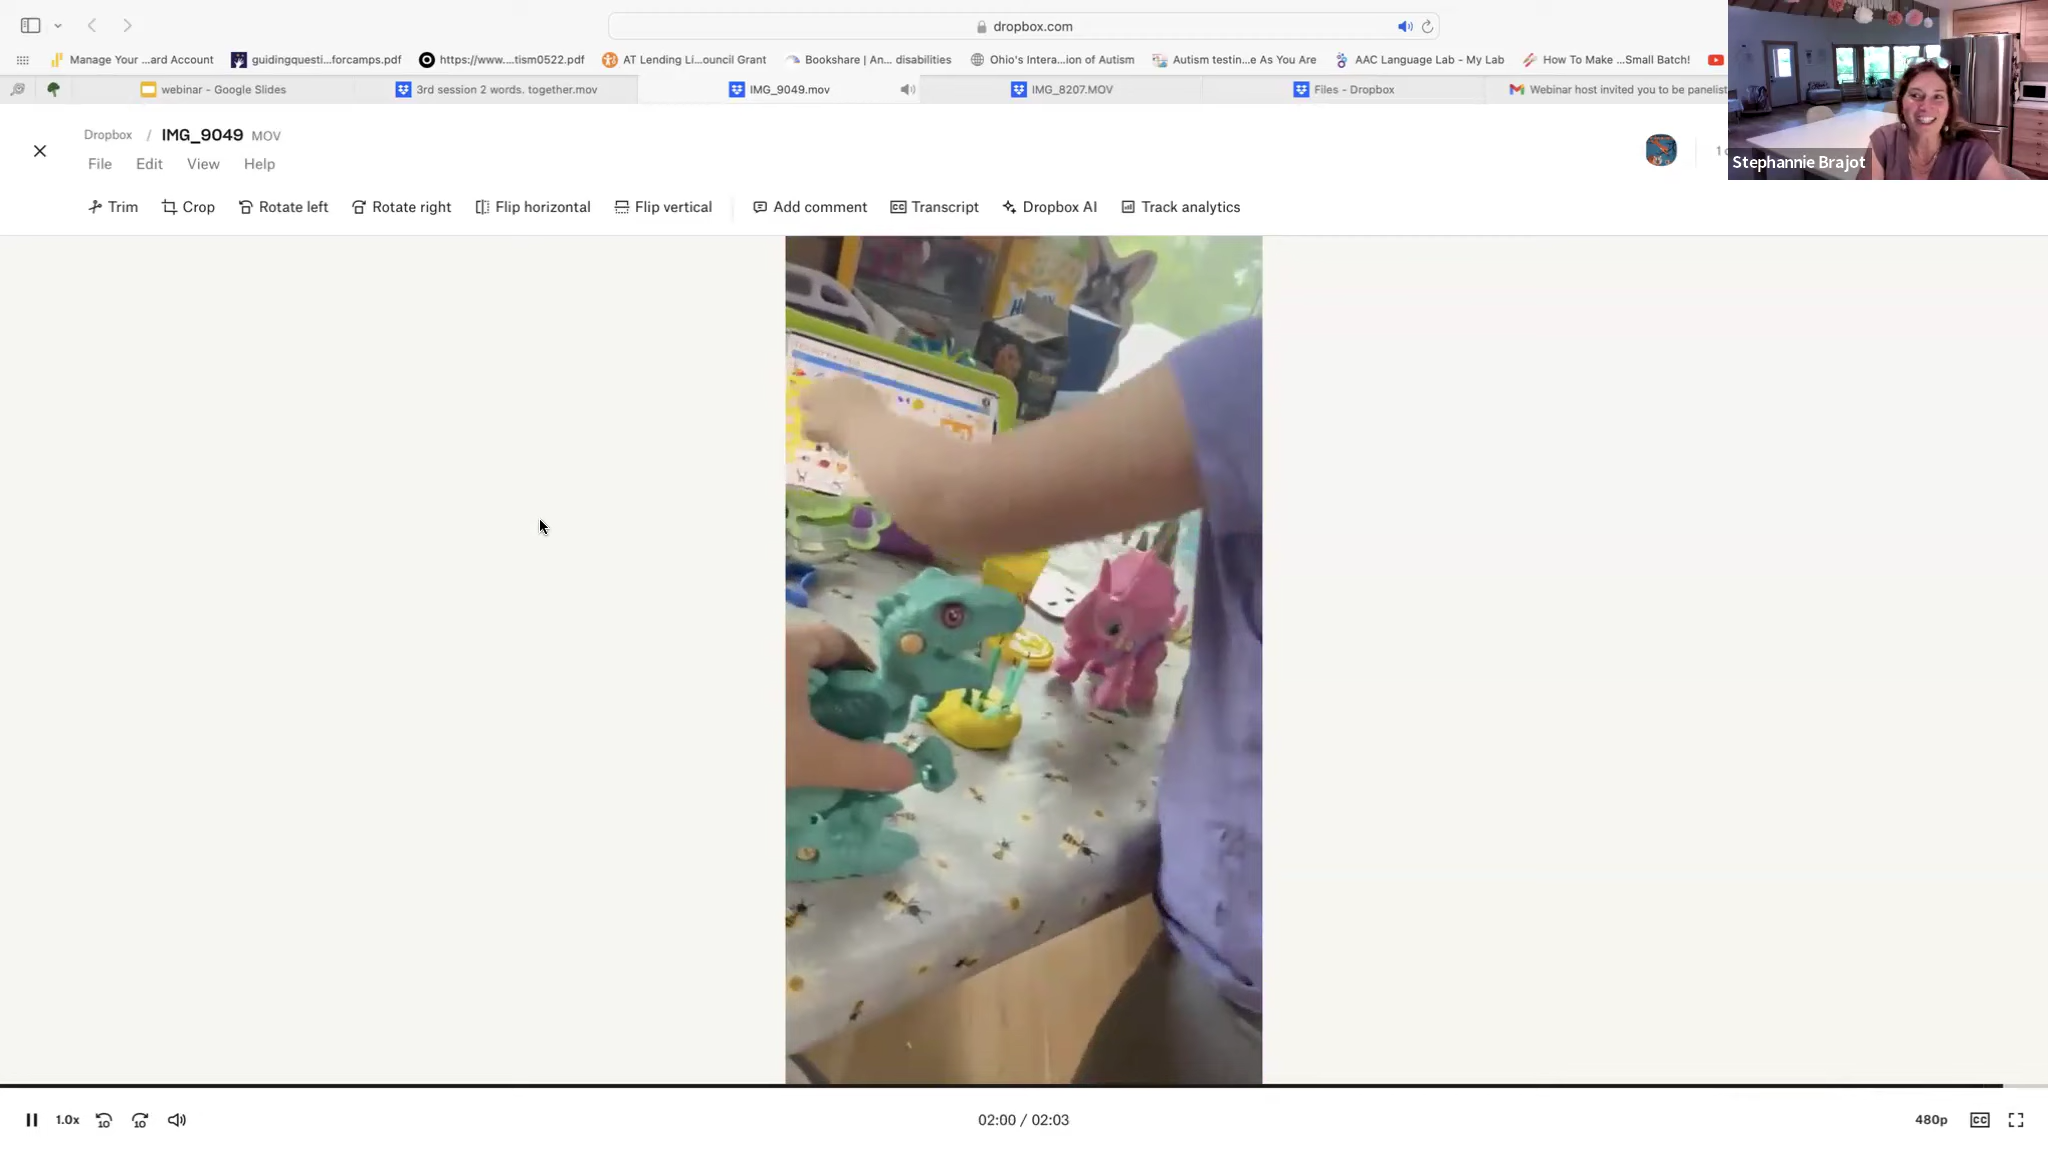 dropbox.com
Manage Your ...ard Account
guidingquesti...forcamps.pdf
https://www....tism0522.pdf
AT Lending Li...ouncil Grant
Bookshare | An... disabilities
Ohio's Intera...ion of Autism
Autism testin...e As You Are
AAC Language Lab - My Lab
How To Make ...Small Batch!
webinar - Google Slides
3rd session 2 words. together.mov
IMG_9049.mov
IMG_8207.MOV
Files - Dropbox
Webinar host invited you to be panelist
Dropbox / IMG_9049 MOV
File Edit View Help
Stephannie Brajot
Trim Crop Rotate left Rotate right Flip horizontal Flip vertical Add comment Transcript Dropbox AI Track analytics
1.0x 10 10 02:00 / 02:03 480p CC